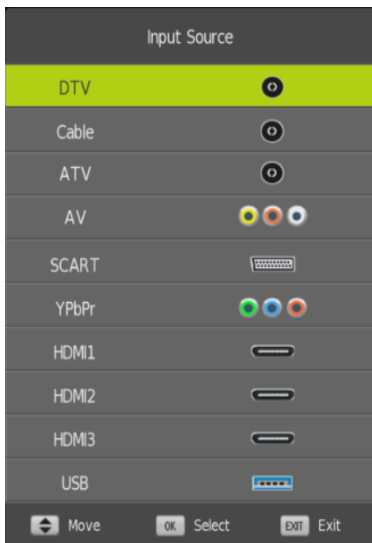 Input Source
DTV
Cable
ATV
AV
SCART
YPbPr
HDMI1
HDMI2
HDMI3
USB
Move OK Select EXIT Exit